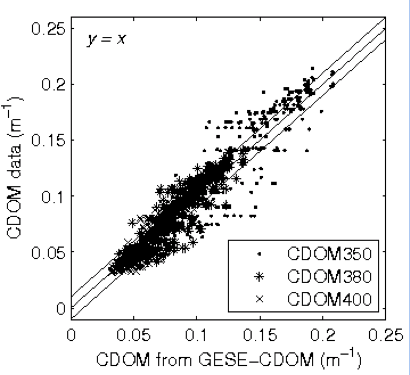 y = x
0.25
0.2
0.15
0.1
0.05
0
CDOM data (m⁻¹)
CDOM350
CDOM380
CDOM400
0 0.05 0.1 0.15 0.2 0.25
CDOM from GESE−CDOM (m⁻¹)